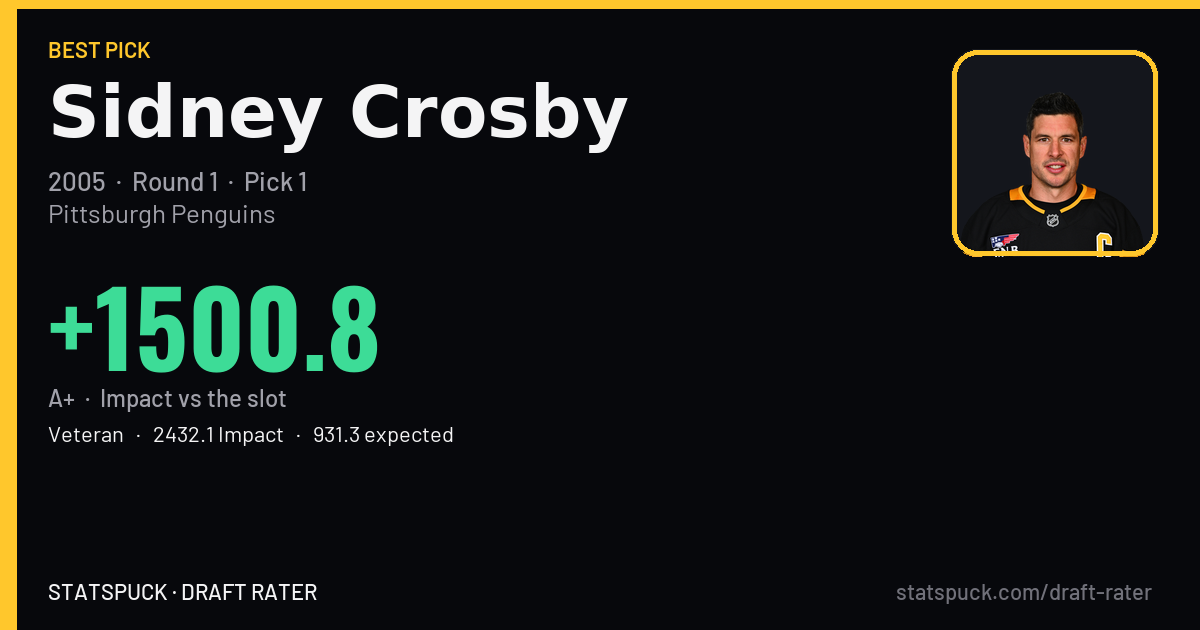 BEST PICK
Sidney Crosby
2005 · Round 1 · Pick 1
Pittsburgh Penguins
+1500.8
A+ · Impact vs the slot
Veteran · 2432.1 Impact · 931.3 expected
STATSPUCK · DRAFT RATER
statspuck.com/draft-rater
C